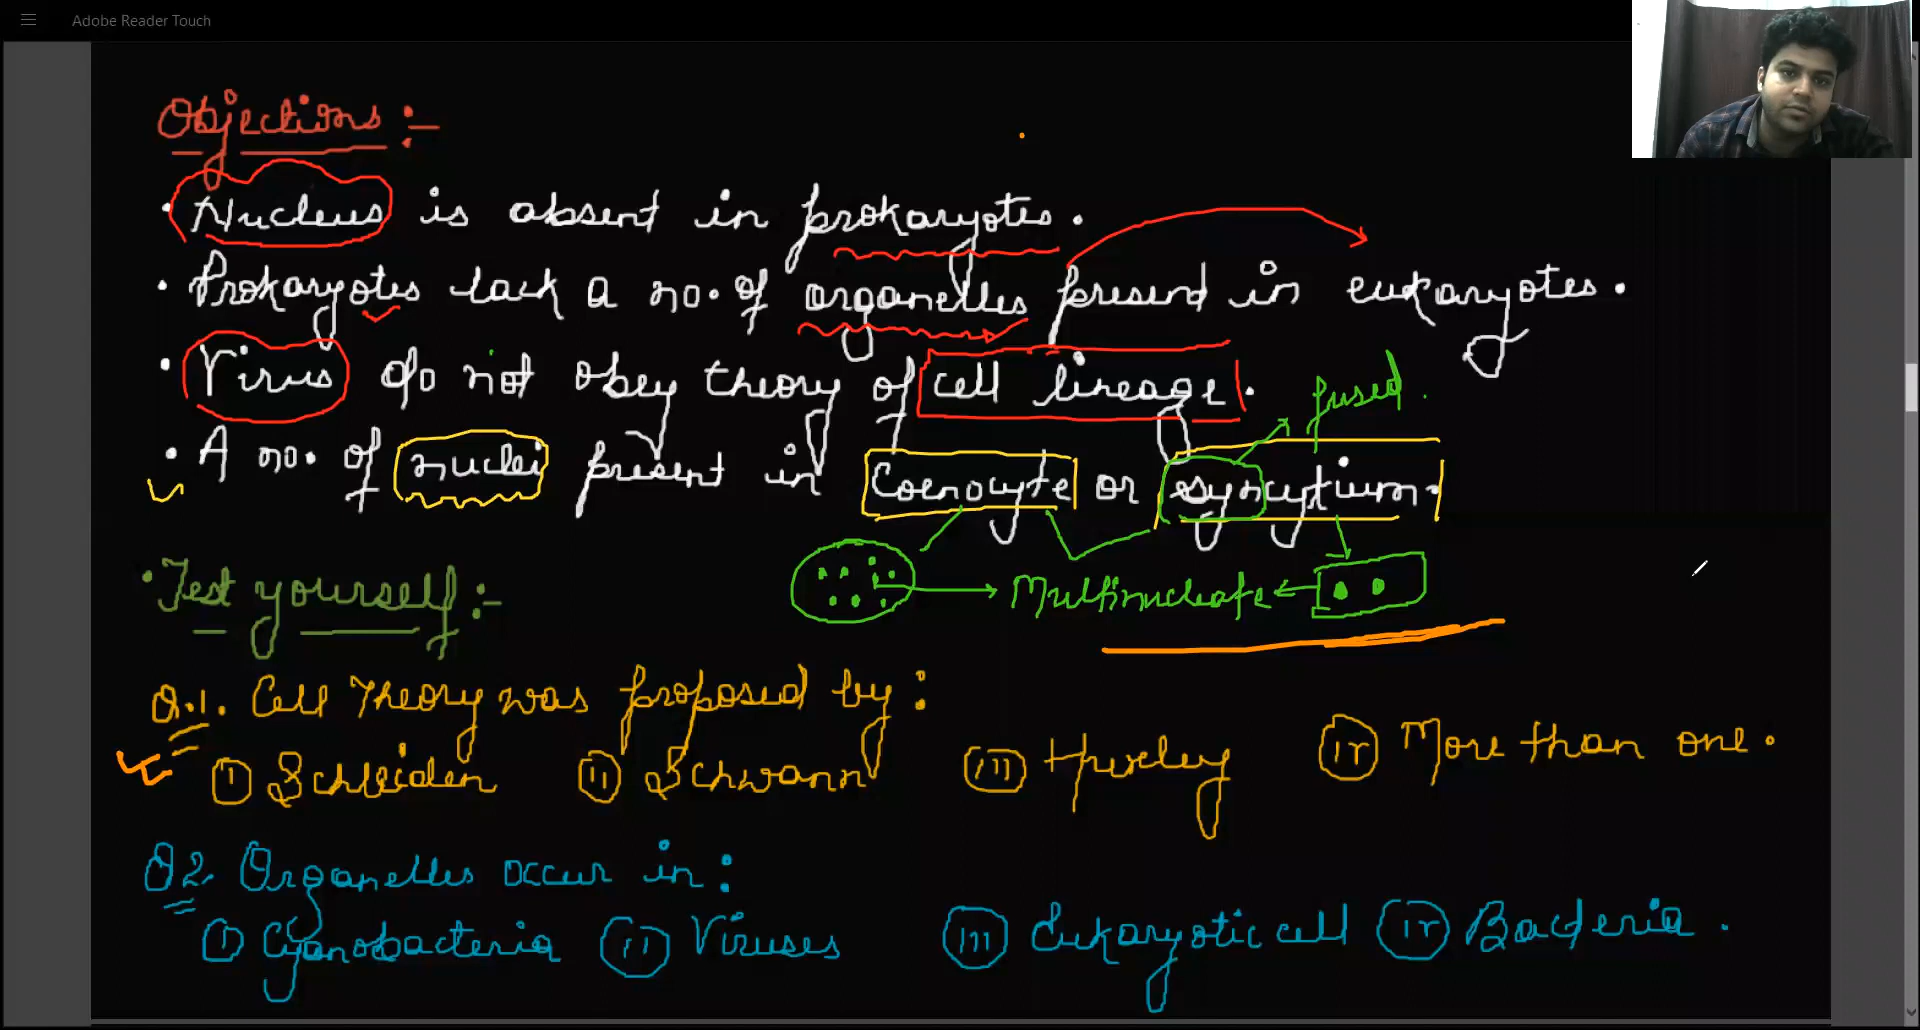 Adobe Reader Touch
Objections :-
• Nucleus is absent in prokaryotes.
• Prokaryotes lack a no. of organelles present in eukaryotes.
• Virus do not obey theory of cell lineage.
fused.
• A no. of nuclei present in Coenocyte or syncytium.
Multinucleate
• Test yourself :-
Q.1. Cell Theory was proposed by :
(i) Schleiden (ii) Schwann (iii) Huxley (iv) More than one.
Q2. Organelles occur in :
(i) Cyanobacteria (ii) Viruses (iii) Eukaryotic cell (iv) Bacteria.